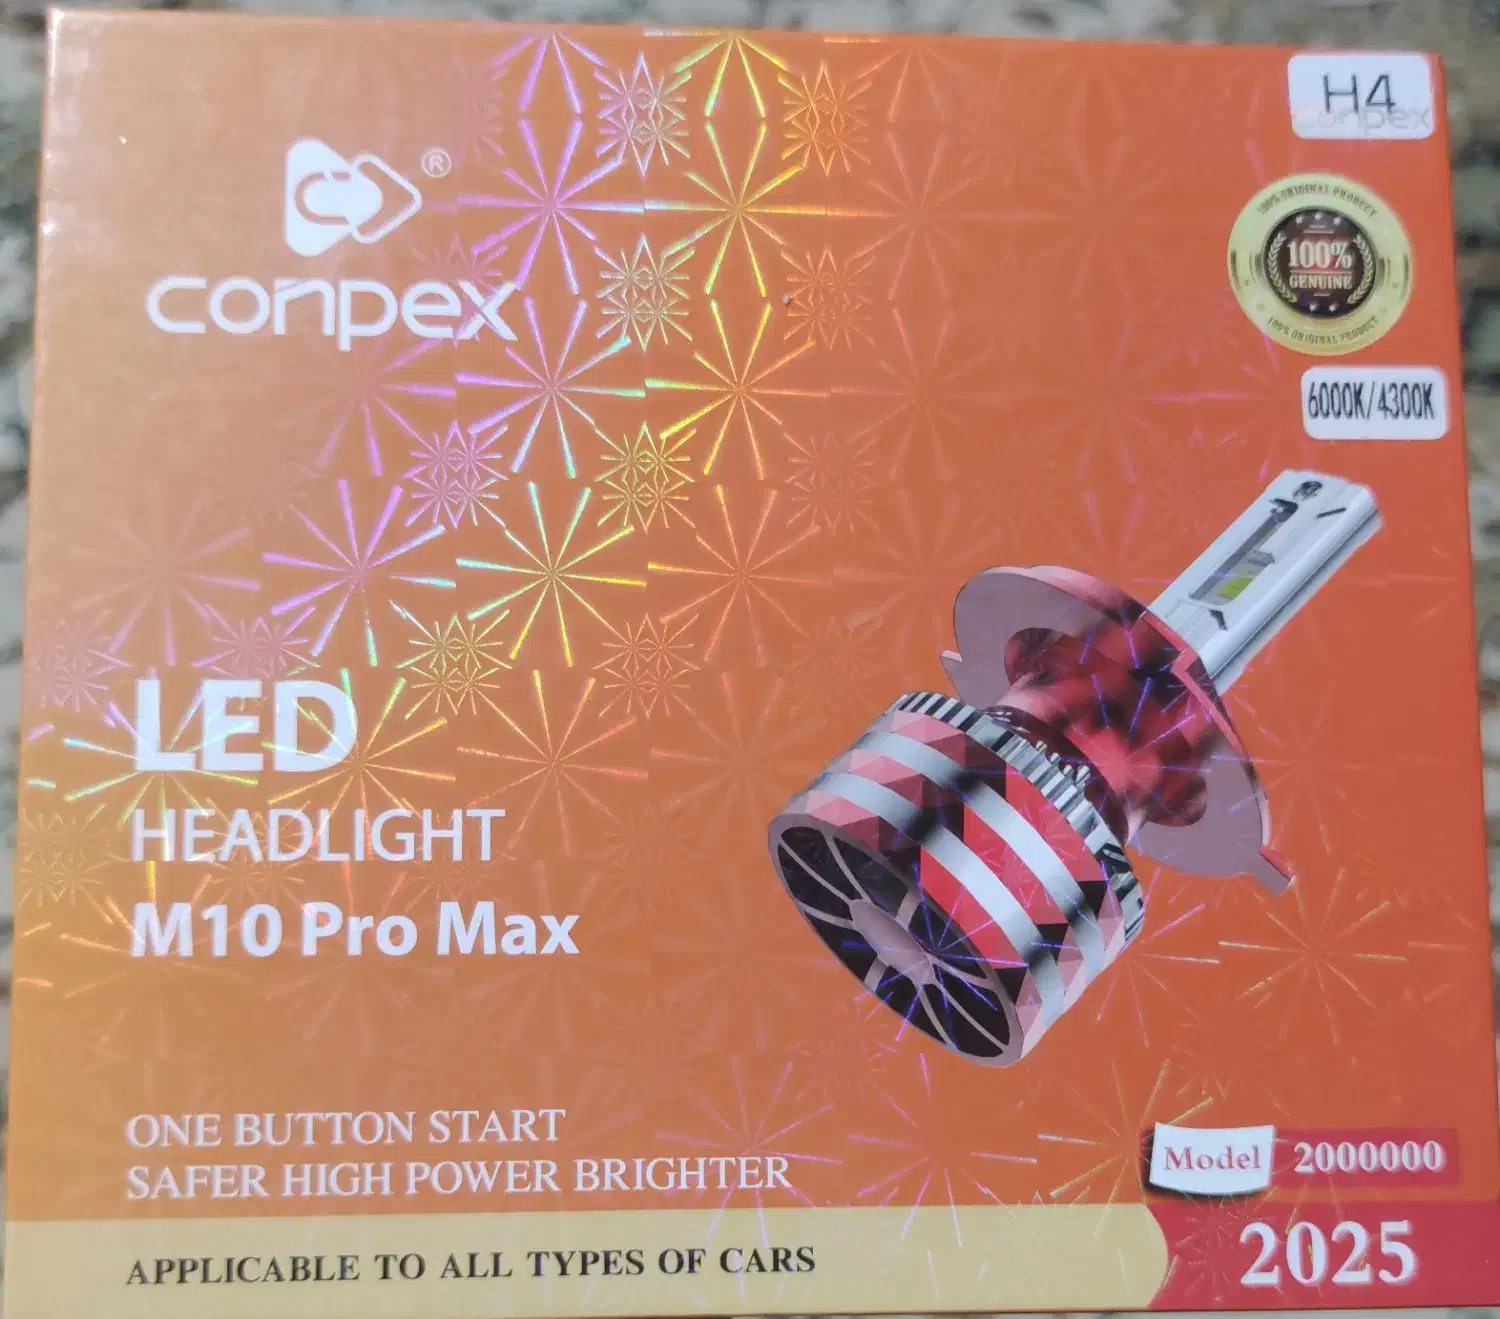 H4
conpex
®
conpex
100% ORIGINAL PRODUCT
100%
GENUINE
100% ORIGINAL PRODUCT
6000K/4300K
LED
HEADLIGHT
M10 Pro Max
ONE BUTTON START
SAFER HIGH POWER BRIGHTER
Model 2000000
APPLICABLE TO ALL TYPES OF CARS
2025